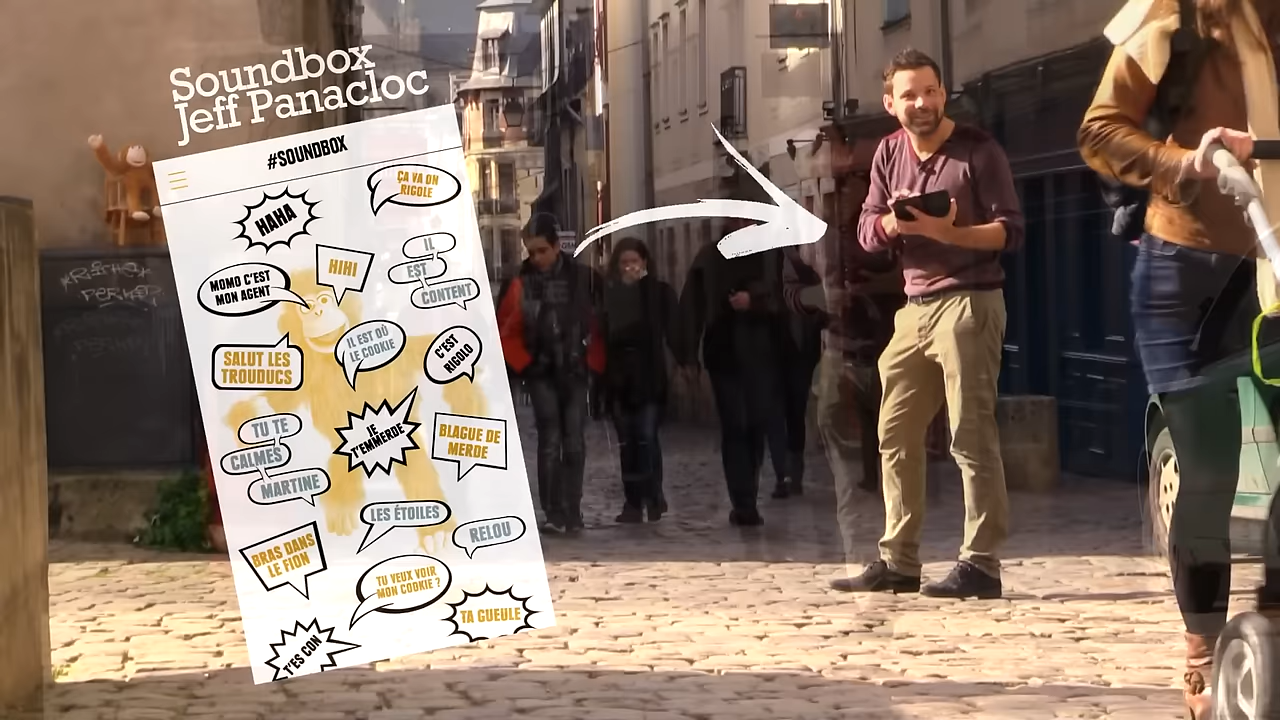 Soundbox
Jeff Panacloc
#SOUNDBOX
ÇA VA ON
RIGOLE
HAHA
HIHI
IL
EST
CONTENT
MOMO C'EST
MON AGENT
IL EST OÙ
LE COOKIE
C'EST
RIGOLO
SALUT LES
TROUDUCS
TU TE
CALMES
MARTINE
JE
T'EMMERDE
BLAGUE DE
MERDE
LES ÉTOILES
RELOU
BRAS DANS
LE FION
TU VEUX VOIR
MON COOKIE ?
TA GUEULE
T'ES CON